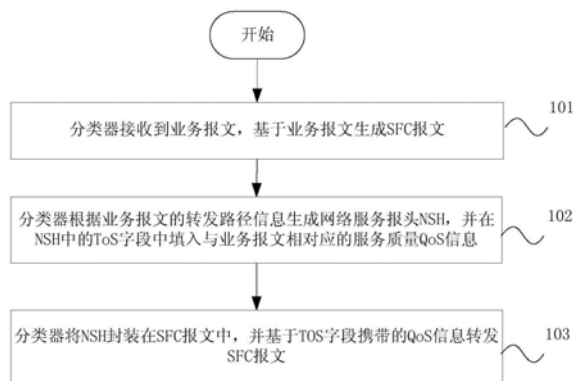 开始
分类器接收到业务报文，基于业务报文生成SFC报文
101
分类器根据业务报文的转发路径信息生成网络服务报头NSH，并在
NSH中的ToS字段中填入与业务报文相对应的服务质量QoS信息
102
分类器将NSH封装在SFC报文中，并基于TOS字段携带的QoS信息转发
SFC报文
103